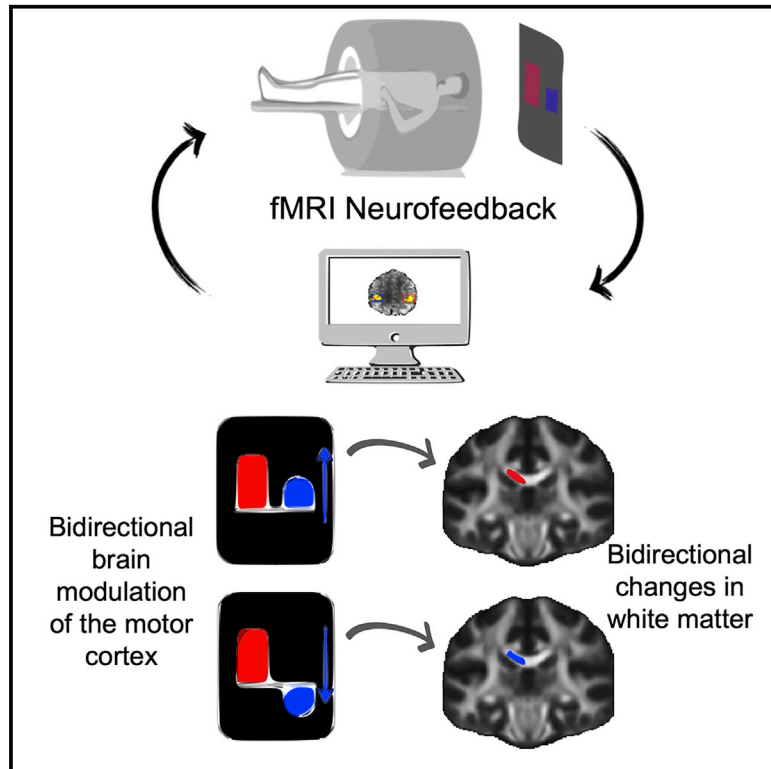 fMRI Neurofeedback
Bidirectional
brain
modulation
of the motor
cortex
Bidirectional
changes in
white matter